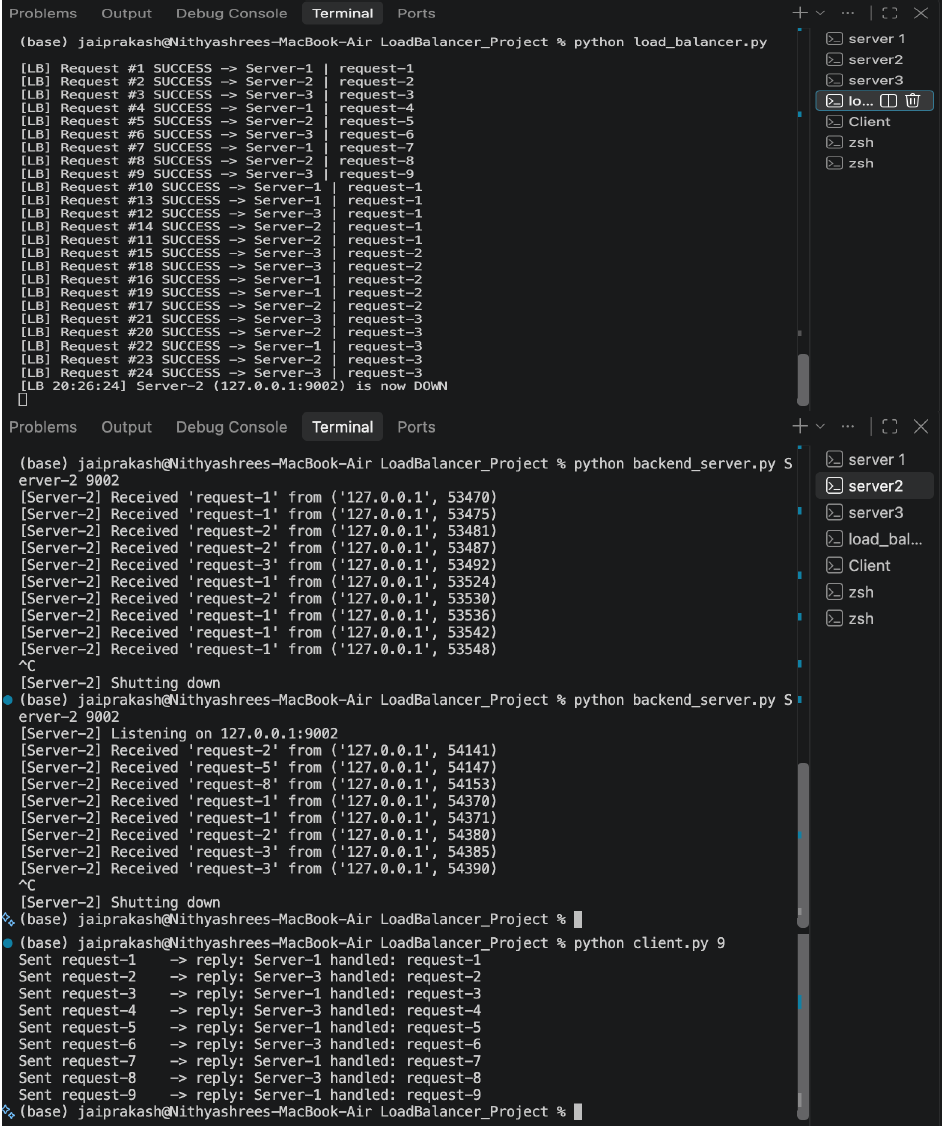 Problems Output Debug Console Terminal Ports
(base) jaiprakash@Nithyashrees-MacBook-Air LoadBalancer_Project % python load_balancer.py
[LB] Request #1 SUCCESS -> Server-1 | request-1
[LB] Request #2 SUCCESS -> Server-2 | request-2
[LB] Request #3 SUCCESS -> Server-3 | request-3
[LB] Request #4 SUCCESS -> Server-1 | request-4
[LB] Request #5 SUCCESS -> Server-2 | request-5
[LB] Request #6 SUCCESS -> Server-3 | request-6
[LB] Request #7 SUCCESS -> Server-1 | request-7
[LB] Request #8 SUCCESS -> Server-2 | request-8
[LB] Request #9 SUCCESS -> Server-3 | request-9
[LB] Request #10 SUCCESS -> Server-1 | request-1
[LB] Request #13 SUCCESS -> Server-1 | request-1
[LB] Request #12 SUCCESS -> Server-3 | request-1
[LB] Request #14 SUCCESS -> Server-2 | request-1
[LB] Request #11 SUCCESS -> Server-2 | request-1
[LB] Request #15 SUCCESS -> Server-3 | request-2
[LB] Request #18 SUCCESS -> Server-3 | request-2
[LB] Request #16 SUCCESS -> Server-1 | request-2
[LB] Request #19 SUCCESS -> Server-1 | request-2
[LB] Request #17 SUCCESS -> Server-2 | request-2
[LB] Request #21 SUCCESS -> Server-3 | request-3
[LB] Request #20 SUCCESS -> Server-2 | request-3
[LB] Request #22 SUCCESS -> Server-1 | request-3
[LB] Request #23 SUCCESS -> Server-2 | request-3
[LB] Request #24 SUCCESS -> Server-3 | request-3
[LB 20:26:24] Server-2 (127.0.0.1:9002) is now DOWN
server 1
server2
server3
lo...
Client
zsh
zsh
Problems Output Debug Console Terminal Ports
(base) jaiprakash@Nithyashrees-MacBook-Air LoadBalancer_Project % python backend_server.py S
erver-2 9002
[Server-2] Received 'request-1' from ('127.0.0.1', 53470)
[Server-2] Received 'request-1' from ('127.0.0.1', 53475)
[Server-2] Received 'request-2' from ('127.0.0.1', 53481)
[Server-2] Received 'request-2' from ('127.0.0.1', 53487)
[Server-2] Received 'request-3' from ('127.0.0.1', 53492)
[Server-2] Received 'request-1' from ('127.0.0.1', 53524)
[Server-2] Received 'request-2' from ('127.0.0.1', 53530)
[Server-2] Received 'request-1' from ('127.0.0.1', 53536)
[Server-2] Received 'request-1' from ('127.0.0.1', 53542)
[Server-2] Received 'request-1' from ('127.0.0.1', 53548)
^C
[Server-2] Shutting down
(base) jaiprakash@Nithyashrees-MacBook-Air LoadBalancer_Project % python backend_server.py S
erver-2 9002
[Server-2] Listening on 127.0.0.1:9002
[Server-2] Received 'request-2' from ('127.0.0.1', 54141)
[Server-2] Received 'request-5' from ('127.0.0.1', 54147)
[Server-2] Received 'request-8' from ('127.0.0.1', 54153)
[Server-2] Received 'request-1' from ('127.0.0.1', 54370)
[Server-2] Received 'request-1' from ('127.0.0.1', 54371)
[Server-2] Received 'request-2' from ('127.0.0.1', 54380)
[Server-2] Received 'request-3' from ('127.0.0.1', 54385)
[Server-2] Received 'request-3' from ('127.0.0.1', 54390)
^C
[Server-2] Shutting down
(base) jaiprakash@Nithyashrees-MacBook-Air LoadBalancer_Project %
server 1
server2
server3
load_bal...
Client
zsh
zsh
(base) jaiprakash@Nithyashrees-MacBook-Air LoadBalancer_Project % python client.py 9
Sent request-1 -> reply: Server-1 handled: request-1
Sent request-2 -> reply: Server-3 handled: request-2
Sent request-3 -> reply: Server-1 handled: request-3
Sent request-4 -> reply: Server-3 handled: request-4
Sent request-5 -> reply: Server-1 handled: request-5
Sent request-6 -> reply: Server-3 handled: request-6
Sent request-7 -> reply: Server-1 handled: request-7
Sent request-8 -> reply: Server-3 handled: request-8
Sent request-9 -> reply: Server-1 handled: request-9
(base) jaiprakash@Nithyashrees-MacBook-Air LoadBalancer_Project %